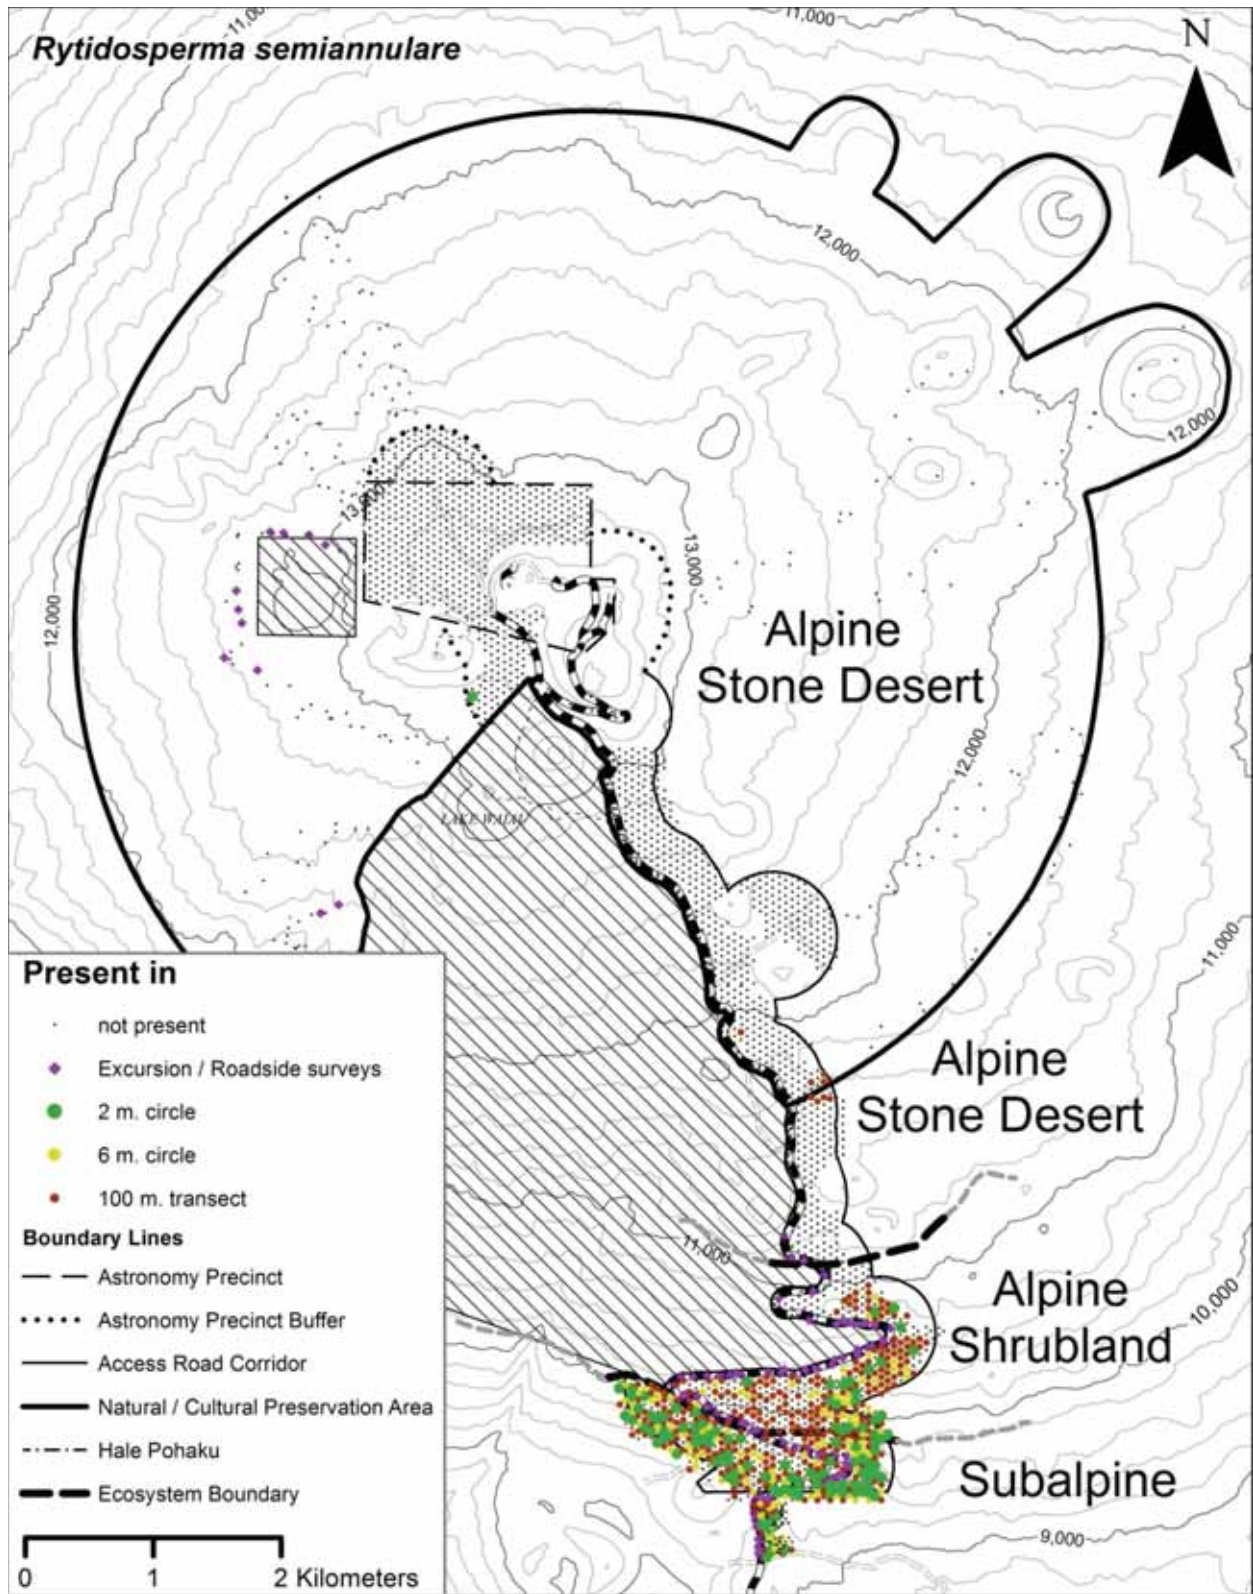 Rytidosperma semiannulare
11,000
11,000
N
12,000
12,000
13,000
13,000
12,000
Alpine
Stone Desert
12,000
LAKE WAIAU
11,000
Present in
not present
Excursion / Roadside surveys
2 m. circle
6 m. circle
100 m. transect
Boundary Lines
Astronomy Precinct
Astronomy Precinct Buffer
Access Road Corridor
Natural / Cultural Preservation Area
Hale Pohaku
Ecosystem Boundary
0 1 2 Kilometers
Alpine
Stone Desert
11,000
Alpine
Shrubland
10,000
Subalpine
9,000